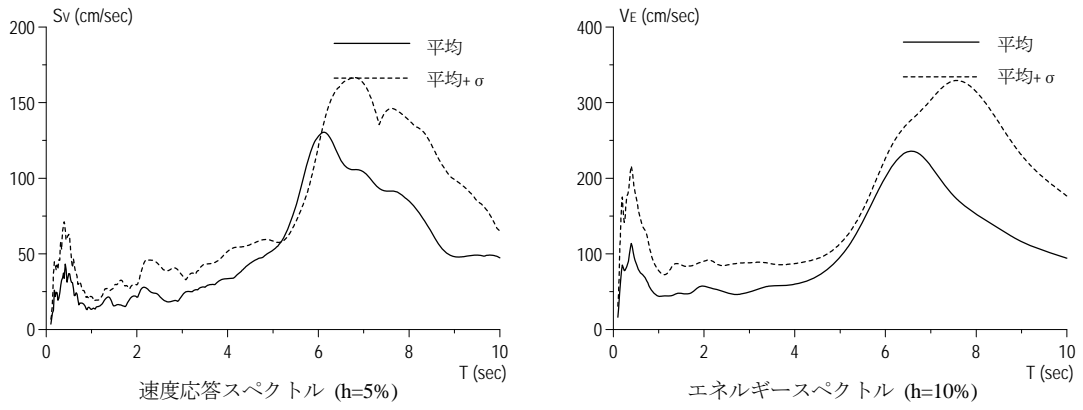 Sv (cm/sec)
200
150
100
50
0
0 2 4 6 8 10
T (sec)
平均
平均+ σ
速度応答スペクトル (h=5%)
VE (cm/sec)
400
300
200
100
0
0 2 4 6 8 10
T (sec)
平均
平均+ σ
エネルギースペクトル (h=10%)